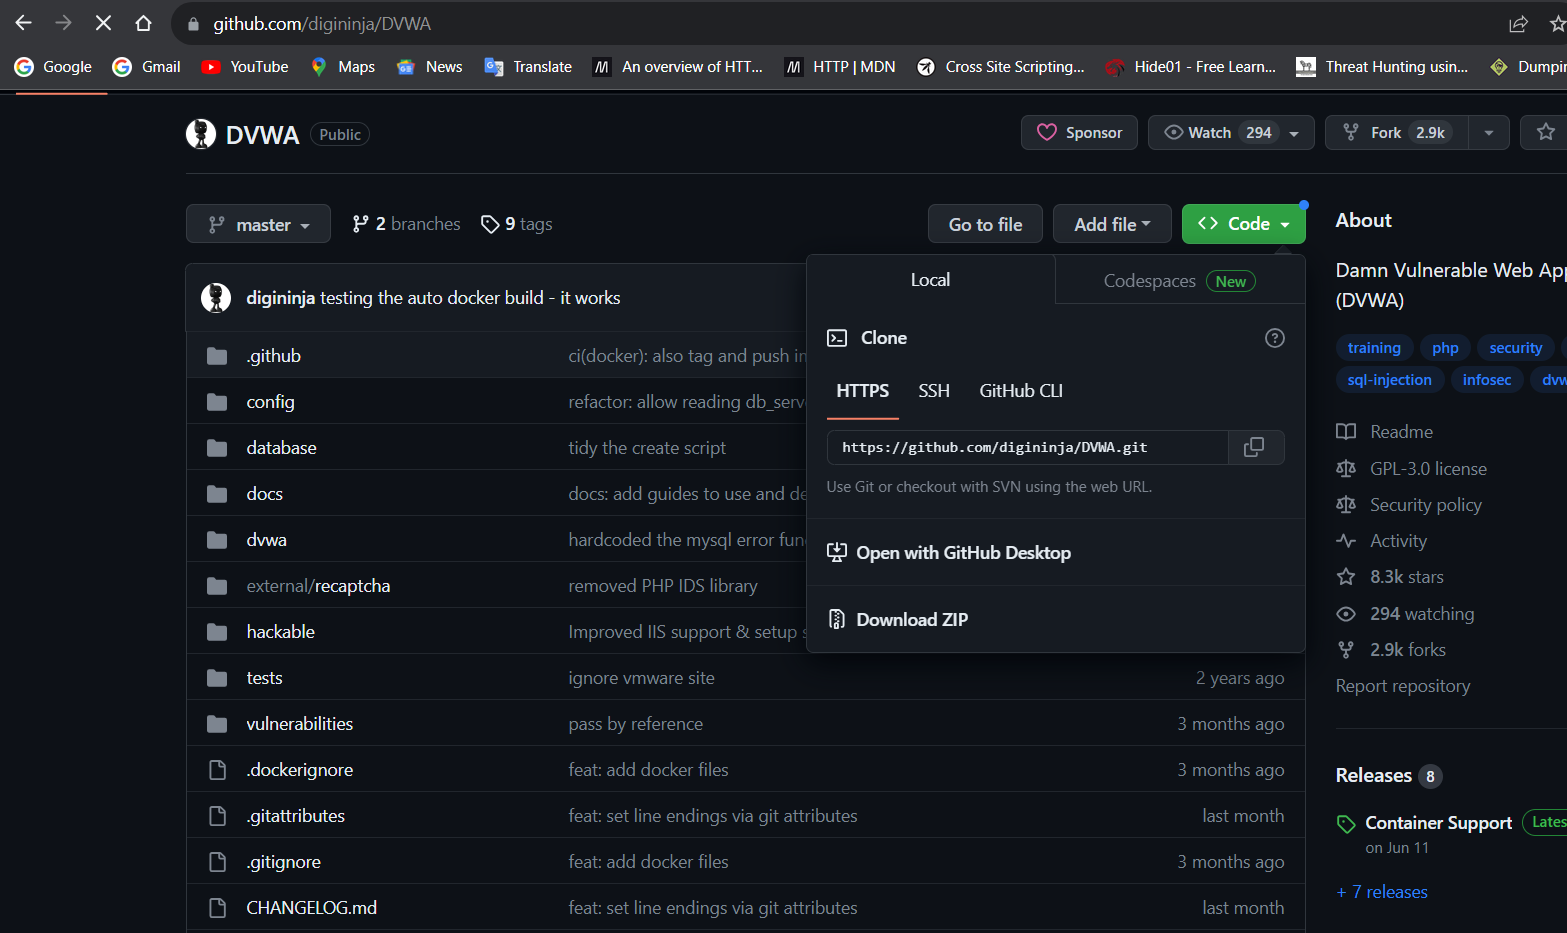 github.com/digininja/DVWA
Google Gmail YouTube Maps News Translate An overview of HTT... HTTP | MDN Cross Site Scripting... Hide01 - Free Learn... Threat Hunting usin... Dumpin
DVWA Public Sponsor Watch 294 Fork 2.9k
master 2 branches 9 tags Go to file Add file Code
digininja testing the auto docker build - it works
.github ci(docker): also tag and push in
config refactor: allow reading db_serv
database tidy the create script
docs docs: add guides to use and de
dvwa hardcoded the mysql error fun
external/recaptcha removed PHP IDS library
hackable Improved IIS support & setup s
tests ignore vmware site 2 years ago
vulnerabilities pass by reference 3 months ago
.dockerignore feat: add docker files 3 months ago
.gitattributes feat: set line endings via git attributes last month
.gitignore feat: add docker files 3 months ago
CHANGELOG.md feat: set line endings via git attributes last month
Local Codespaces New
Clone
HTTPS SSH GitHub CLI
https://github.com/digininja/DVWA.git
Use Git or checkout with SVN using the web URL.
Open with GitHub Desktop
Download ZIP
About
Damn Vulnerable Web App
(DVWA)
training php security
sql-injection infosec dvw
Readme
GPL-3.0 license
Security policy
Activity
8.3k stars
294 watching
2.9k forks
Report repository
Releases 8
Container Support Lates
on Jun 11
+ 7 releases